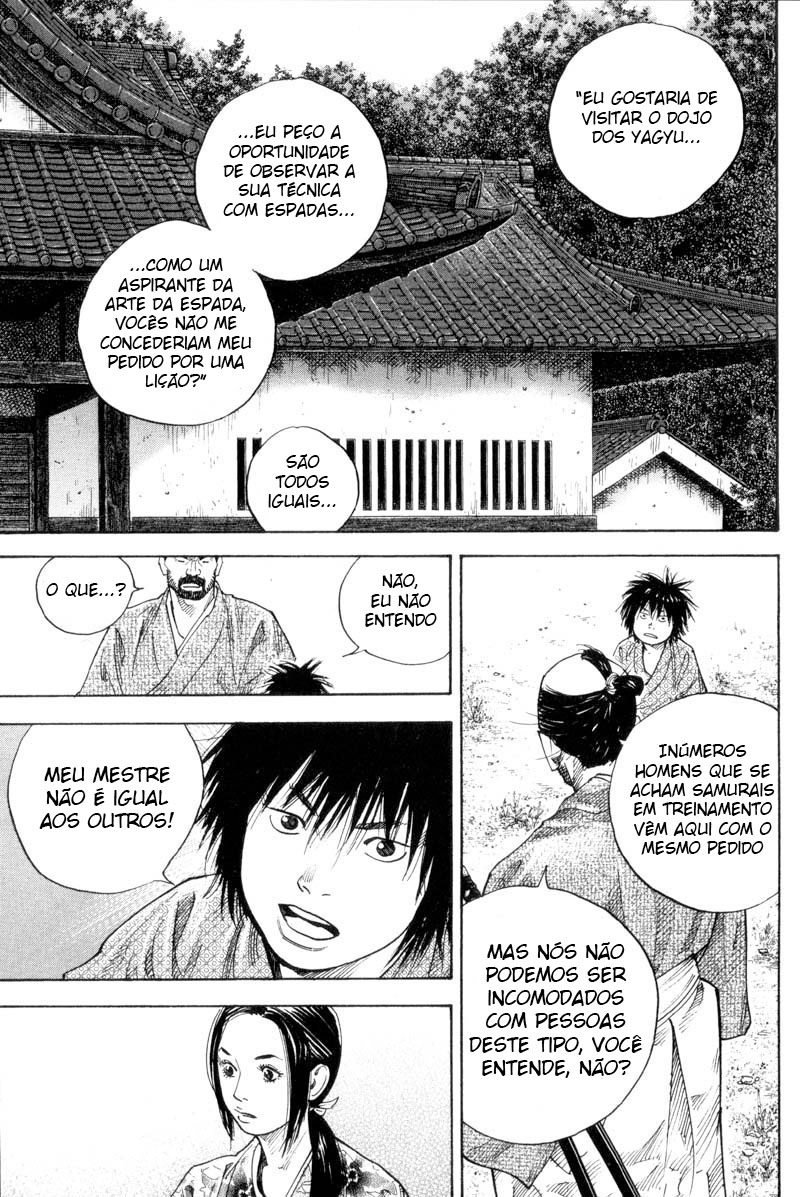 "EU GOSTARIA DE
VISITAR O DOJO
DOS YAGYU...
...EU PEÇO A
OPORTUNIDADE
DE OBSERVAR A
SUA TÉCNICA
COM ESPADAS...
...COMO UM
ASPIRANTE DA
ARTE DA ESPADA,
VOCÊS NÃO ME
CONCEDERIAM MEU
PEDIDO POR UMA
LIÇÃO?"
SÃO
TODOS
IGUAIS...
INÚMEROS
HOMENS QUE SE
ACHAM SAMURAIS
EM TREINAMENTO
VÊM AQUI COM O
MESMO PEDIDO
MAS NÓS NÃO
PODEMOS SER
INCOMODADOS
COM PESSOAS
DESTE TIPO, VOCÊ
ENTENDE, NÃO?
NÃO,
EU NÃO
ENTENDO
O QUE...?
MEU MESTRE
NÃO É IGUAL
AOS OUTROS!